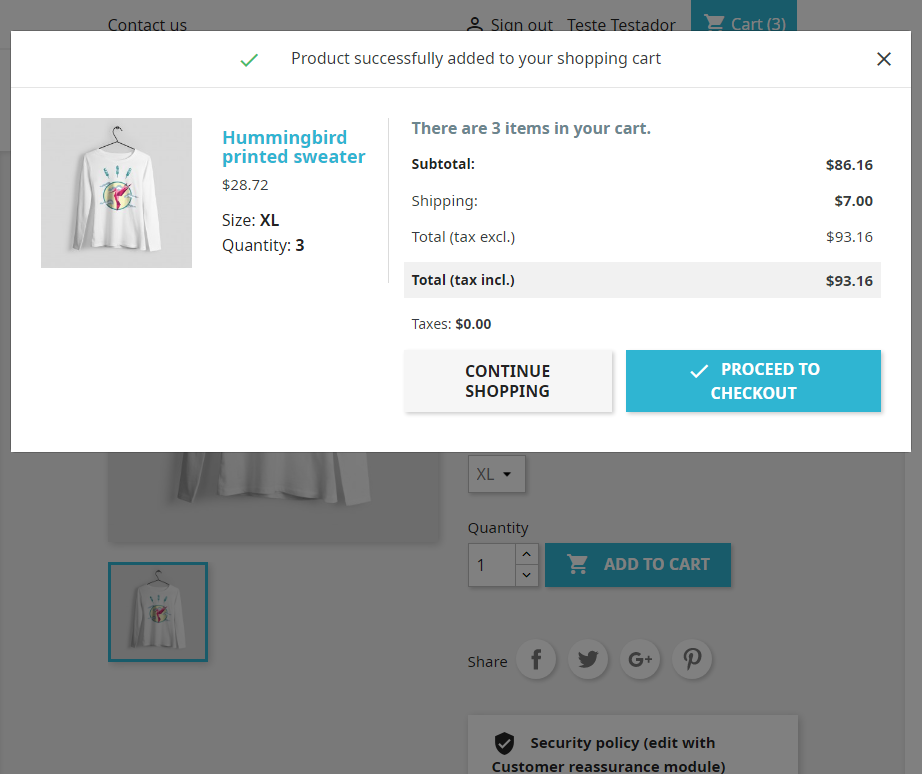 Contact us
Sign out Teste Testador Cart (3)
Product successfully added to your shopping cart
Hummingbird
printed sweater
$28.72
Size: XL
Quantity: 3
There are 3 items in your cart.
Subtotal: $86.16
Shipping: $7.00
Total (tax excl.) $93.16
Total (tax incl.) $93.16
Taxes: $0.00
CONTINUE
SHOPPING
PROCEED TO
CHECKOUT
XL
Quantity
1
ADD TO CART
Share
Security policy (edit with
Customer reassurance module)